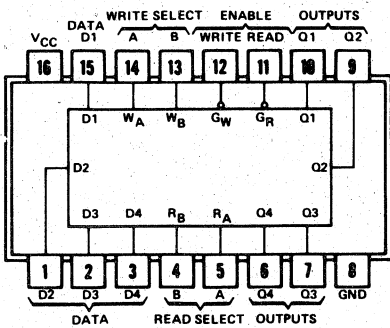 WRITE SELECT ENABLE OUTPUTS
DATA
VCC D1 A B WRITE READ Q1 Q2
16 15 14 13 12 11 10 9
D1 WA WB GW GR Q1
D2 Q2
D3 D4 RB RA Q4 Q3
1 2 3 4 5 6 7 8
D2 D3 D4 B A Q4 Q3 GND
DATA READ SELECT OUTPUTS